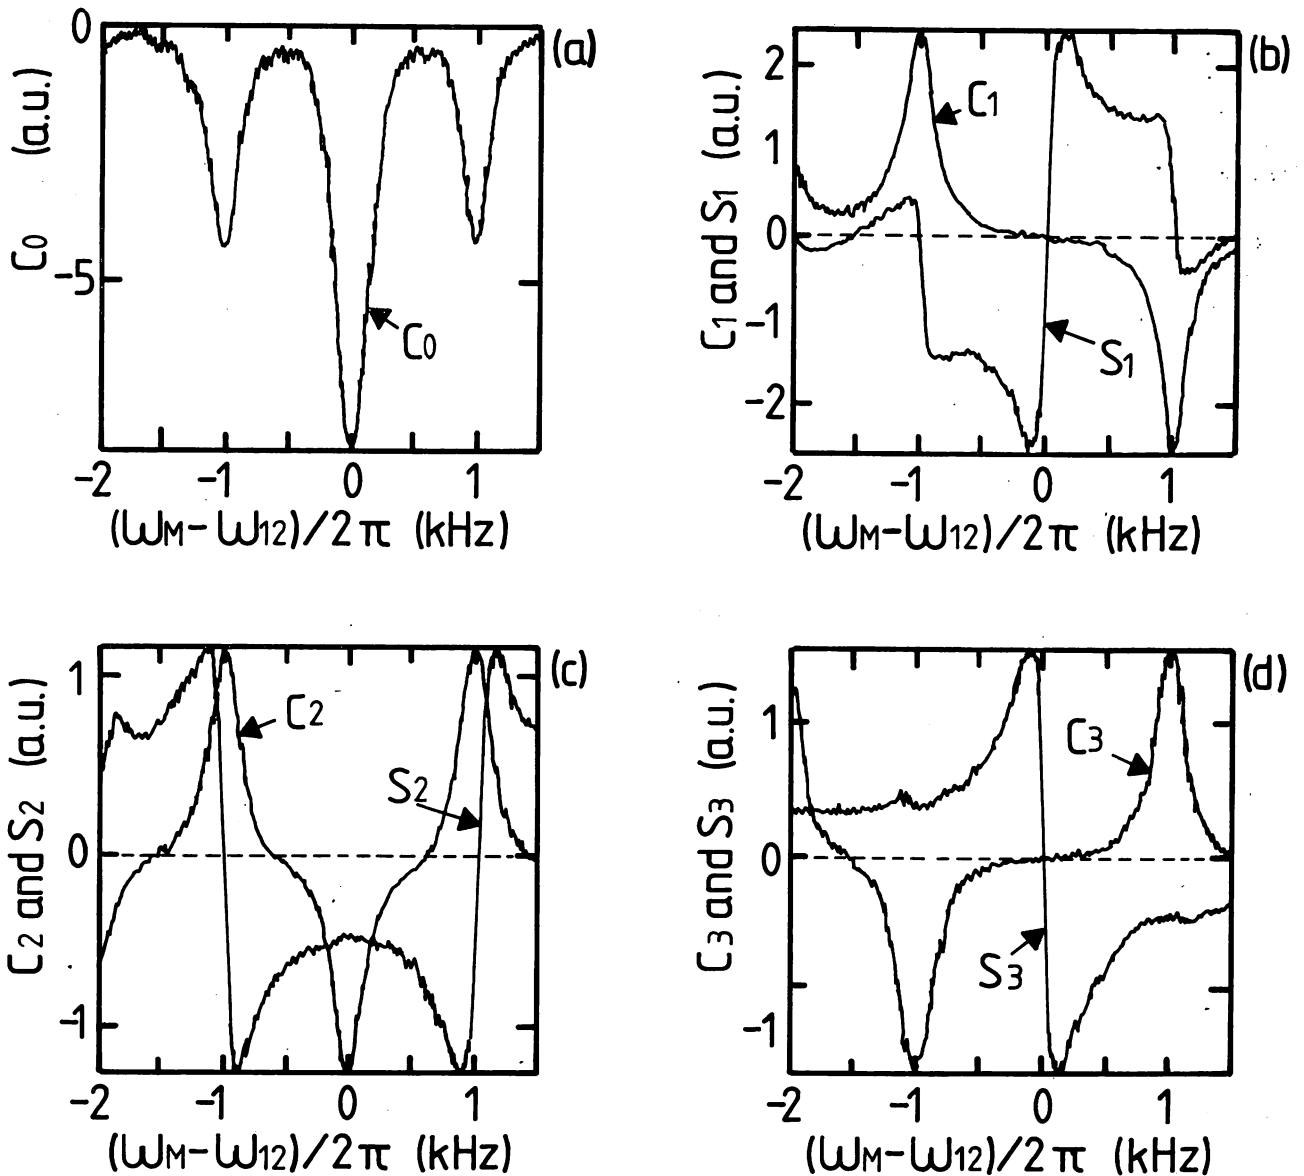 0
-5
C0 (a.u.)
(a)
C0
-2 -1 0 1
(ωM-ω12)/2π (kHz)
2
1
0
-1
-2
C1 and S1 (a.u.)
(b)
C1
S1
-2 -1 0 1
(ωM-ω12)/2π (kHz)
1
0
-1
C2 and S2 (a.u.)
(c)
C2
S2
-2 -1 0 1
(ωM-ω12)/2π (kHz)
1
0
-1
C3 and S3 (a.u.)
(d)
C3
S3
-2 -1 0 1
(ωM-ω12)/2π (kHz)